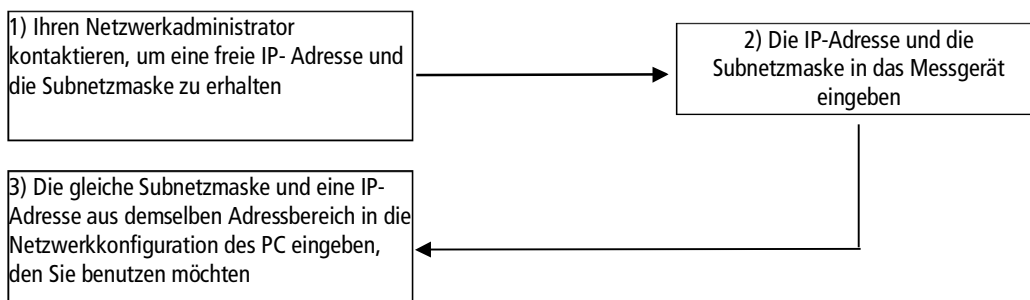 1) Ihren Netzwerkadministrator
kontaktieren, um eine freie IP- Adresse und
die Subnetzmaske zu erhalten
2) Die IP-Adresse und die
Subnetzmaske in das Messgerät
eingeben
3) Die gleiche Subnetzmaske und eine IP-
Adresse aus demselben Adressbereich in die
Netzwerkkonfiguration des PC eingeben,
den Sie benutzen möchten